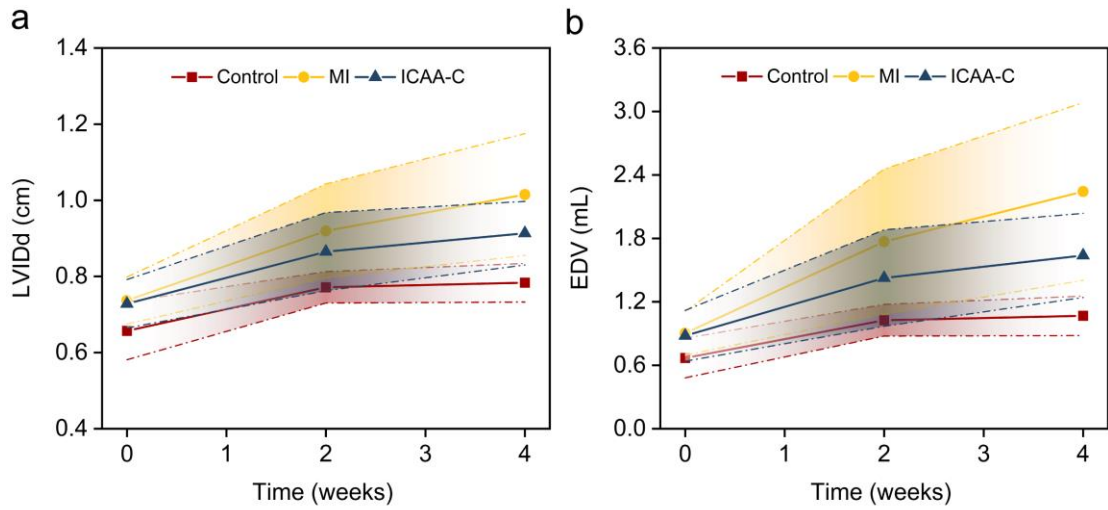 a
1.4
1.2
1.0
0.8
0.6
0.4
LVIDd (cm)
Control MI ICAA-C
0 1 2 3 4
Time (weeks)
b
3.6
3.0
2.4
1.8
1.2
0.6
0.0
EDV (mL)
Control MI ICAA-C
0 1 2 3 4
Time (weeks)